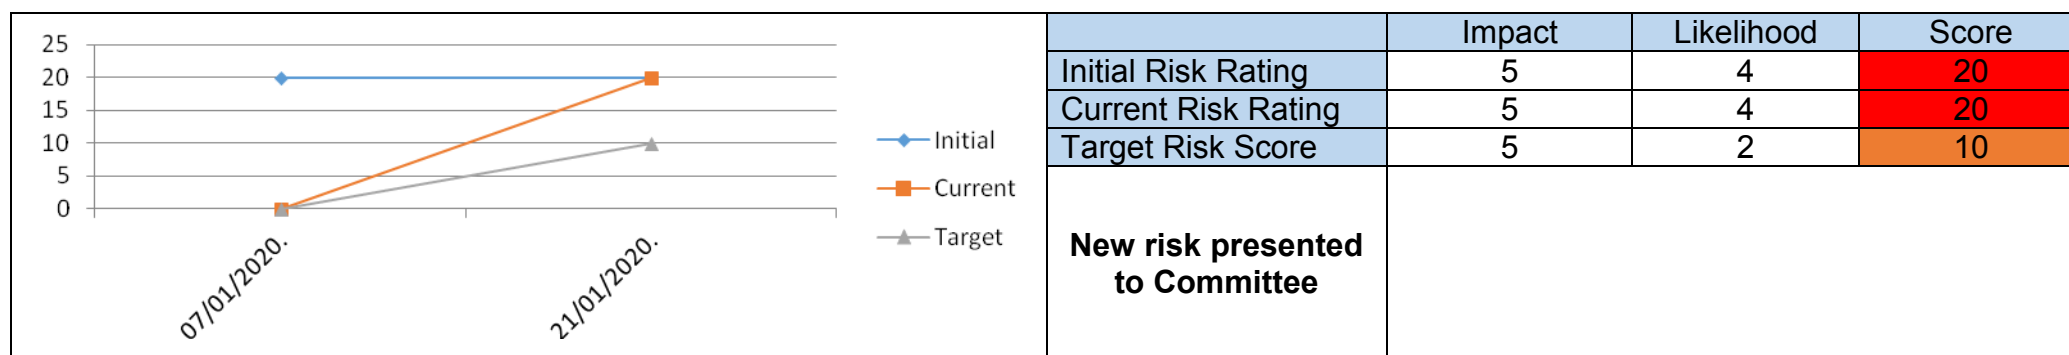 25
20
15
10
5
0
07/01/2020.
21/01/2020.
Initial
Current
Target
Impact Likelihood Score
Initial Risk Rating 5 4 20
Current Risk Rating 5 4 20
Target Risk Score 5 2 10
New risk presented
to Committee